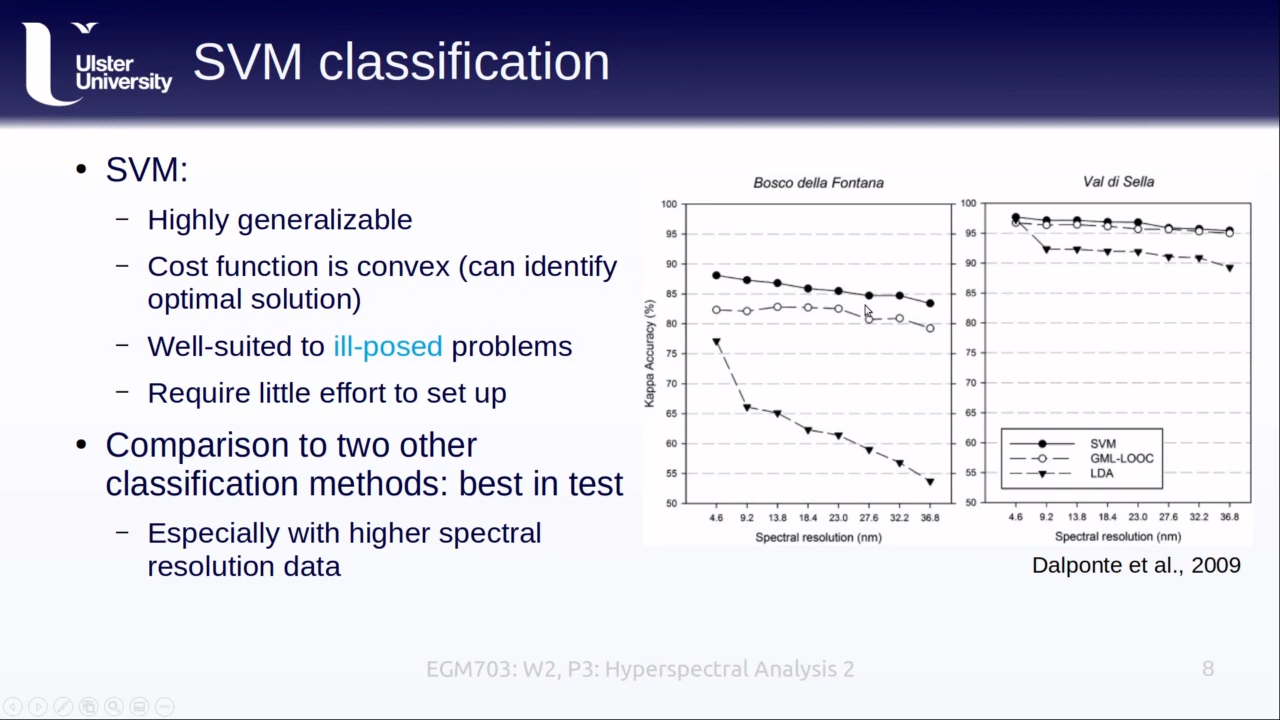 Ulster
University
SVM classification
• SVM:
– Highly generalizable
– Cost function is convex (can identify
optimal solution)
– Well-suited to ill-posed problems
– Require little effort to set up
• Comparison to two other
classification methods: best in test
– Especially with higher spectral
resolution data
Bosco della Fontana
100
95
90
85
80
75
70
65
60
55
50
Kappa Accuracy (%)
4.6 9.2 13.8 18.4 23.0 27.6 32.2 36.8
Spectral resolution (nm)
Val di Sella
100
95
90
85
80
75
70
65
60
55
50
SVM
GML-LOOC
LDA
4.6 9.2 13.8 18.4 23.0 27.6 32.2 36.8
Spectral resolution (nm)
Dalponte et al., 2009
EGM703: W2, P3: Hyperspectral Analysis 2
8